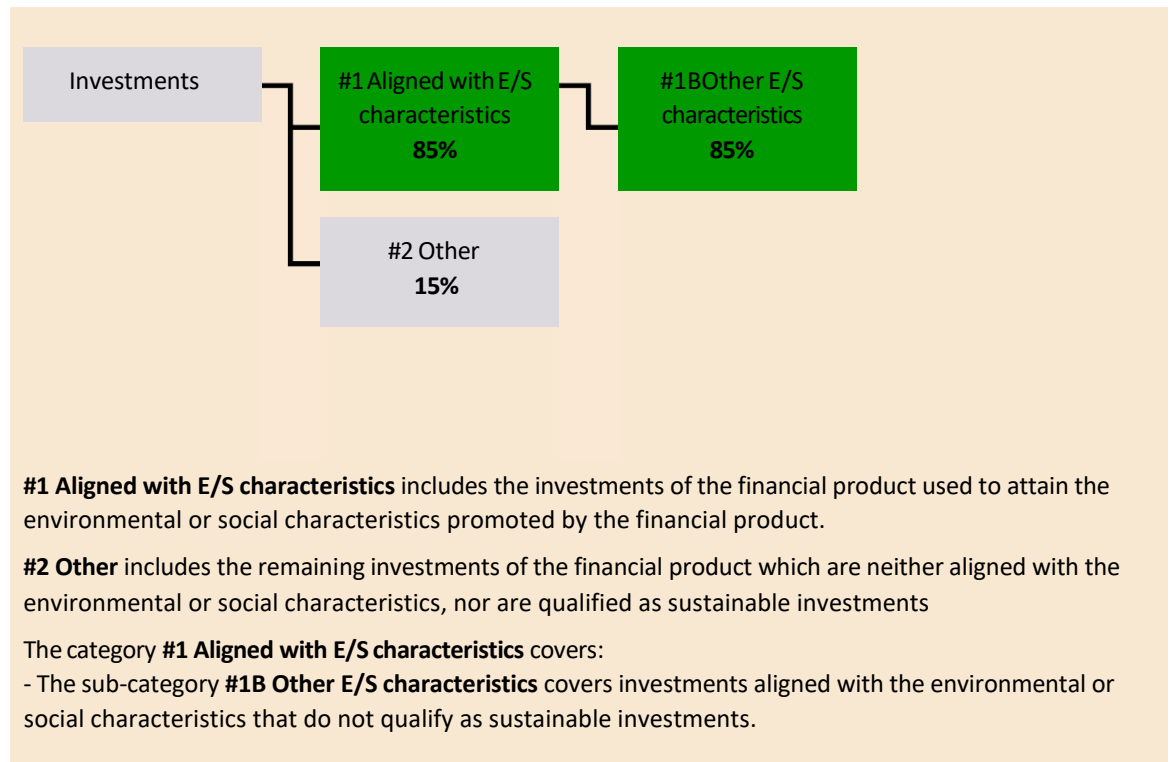 Investments
#1 Aligned with E/S
characteristics
85%
#1BOther E/S
characteristics
85%
#2 Other
15%
#1 Aligned with E/S characteristics includes the investments of the financial product used to attain the
environmental or social characteristics promoted by the financial product.
#2 Other includes the remaining investments of the financial product which are neither aligned with the
environmental or social characteristics, nor are qualified as sustainable investments
The category #1 Aligned with E/S characteristics covers:
- The sub-category #1B Other E/S characteristics covers investments aligned with the environmental or
social characteristics that do not qualify as sustainable investments.